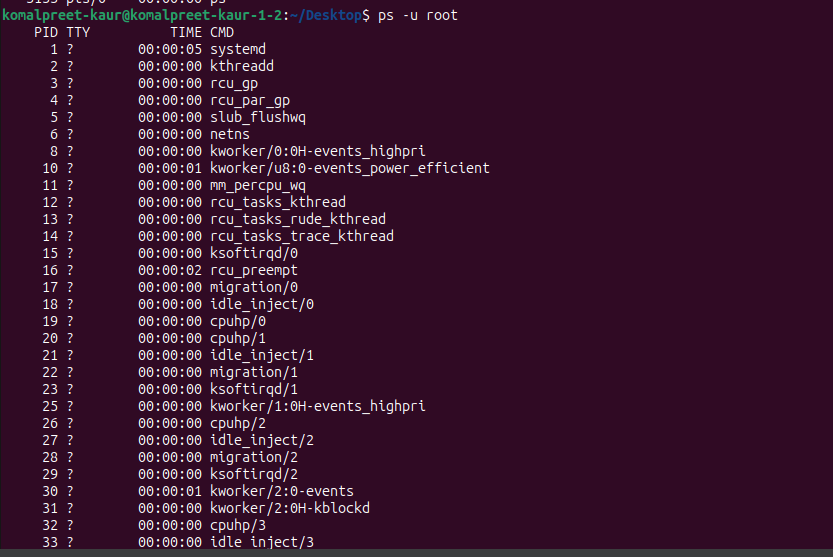 komalpreet-kaur@komalpreet-kaur-1-2:~/Desktop$ ps -u root
PID TTY TIME CMD
1 ? 00:00:05 systemd
2 ? 00:00:00 kthreadd
3 ? 00:00:00 rcu_gp
4 ? 00:00:00 rcu_par_gp
5 ? 00:00:00 slub_flushwq
6 ? 00:00:00 netns
8 ? 00:00:00 kworker/0:0H-events_highpri
10 ? 00:00:01 kworker/u8:0-events_power_efficient
11 ? 00:00:00 mm_percpu_wq
12 ? 00:00:00 rcu_tasks_kthread
13 ? 00:00:00 rcu_tasks_rude_kthread
14 ? 00:00:00 rcu_tasks_trace_kthread
15 ? 00:00:00 ksoftirqd/0
16 ? 00:00:02 rcu_preempt
17 ? 00:00:00 migration/0
18 ? 00:00:00 idle_inject/0
19 ? 00:00:00 cpuhp/0
20 ? 00:00:00 cpuhp/1
21 ? 00:00:00 idle_inject/1
22 ? 00:00:00 migration/1
23 ? 00:00:00 ksoftirqd/1
25 ? 00:00:00 kworker/1:0H-events_highpri
26 ? 00:00:00 cpuhp/2
27 ? 00:00:00 idle_inject/2
28 ? 00:00:00 migration/2
29 ? 00:00:00 ksoftirqd/2
30 ? 00:00:01 kworker/2:0-events
31 ? 00:00:00 kworker/2:0H-kblockd
32 ? 00:00:00 cpuhp/3
33 ? 00:00:00 idle_inject/3